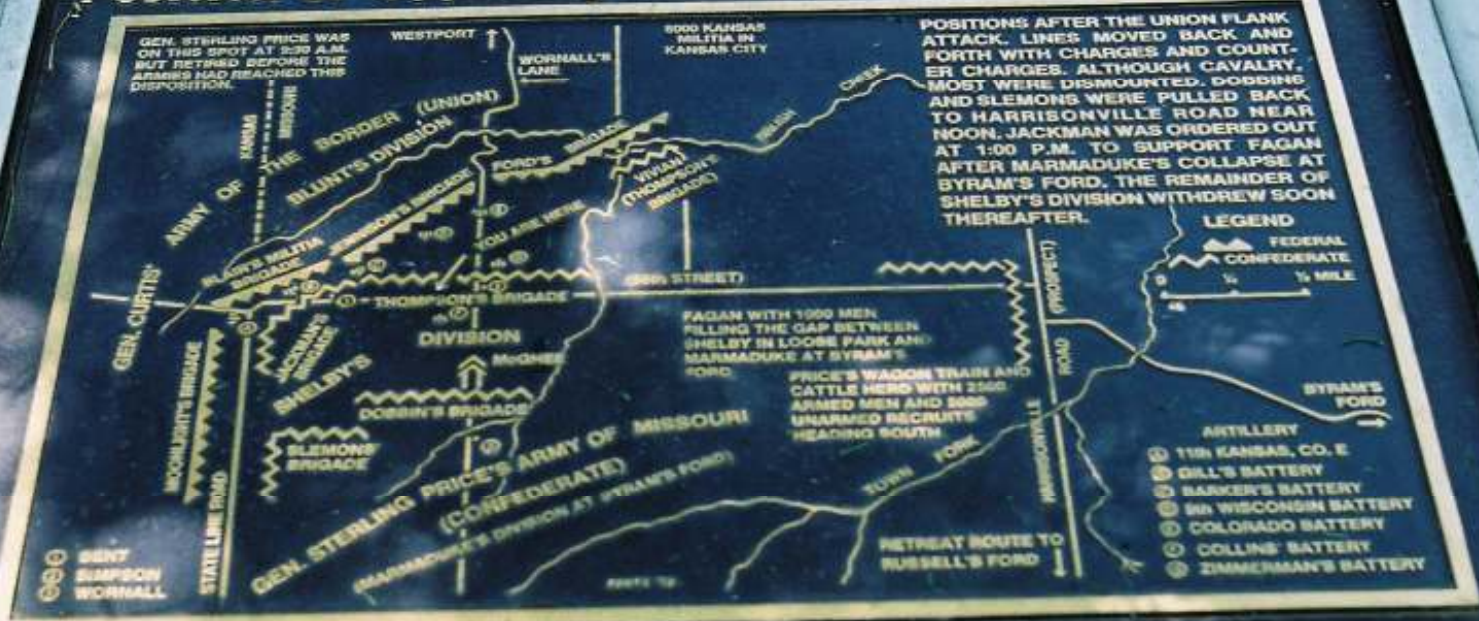 GEN. STERLING PRICE WAS
ON THIS SPOT AT 9:30 A.M.
BUT RETIRED BEFORE THE
ARMIES HAD REACHED THIS
DISPOSITION.
WESTPORT
WORNALL'S
LANE
KANSAS
MISSOURI
KANSAS
MILITIA IN
KANSAS CITY
POSITIONS AFTER THE UNION FLANK
ATTACK. LINES MOVED BACK AND
FORTH WITH CHARGES AND COUNT-
ER CHARGES. ALTHOUGH CAVALRY,
MOST WERE DISMOUNTED. DOBBINS
AND SLEMONS WERE PULLED BACK
TO HARRISONVILLE ROAD NEAR
NOON. JACKMAN WAS ORDERED OUT
AT 1:00 P.M. TO SUPPORT FAGAN
AFTER MARMADUKE'S COLLAPSE AT
BYRAM'S FORD. THE REMAINDER OF
SHELBY'S DIVISION WITHDREW SOON
THEREAFTER.
GEN. CURTIS' ARMY OF THE BORDER (UNION)
BLUNT'S DIVISION
BLAIR'S MILITIA
BRIGADE
JENNISON'S BRIGADE
FORD'S BRIGADE
VIVIAN
(THOMPSON'S
BRIGADE)
BRUSH CREEK
YOU ARE HERE
STREET)
THOMPSON'S BRIGADE
DIVISION
SHELBY'S
JACKMAN'S
BRIGADE
McGHEE
DOBBIN'S BRIGADE
SLEMONS'
BRIGADE
MOONLIGHT'S BRIGADE
STATE LINE ROAD
FAGAN WITH 1000 MEN
FILLING THE GAP BETWEEN
SHELBY IN LOOSE PARK AND
MARMADUKE AT BYRAM'S
FORD
PRICE'S WAGON TRAIN AND
CATTLE HERD WITH 2500
ARMED MEN AND 5000
UNARMED RECRUITS
HEADING SOUTH
GEN. STERLING PRICE'S ARMY OF MISSOURI
(CONFEDERATE)
(MARMADUKE'S DIVISION AT BYRAM'S FORD)
TOWN FORK
HARRISONVILLE ROAD (PROSPECT)
RETREAT ROUTE TO
RUSSELL'S FORD
LEGEND
FEDERAL
CONFEDERATE
0 ¼ ½ MILE
BYRAM'S
FORD
ARTILLERY
11th KANSAS, CO. E
GILL'S BATTERY
BARKER'S BATTERY
9th WISCONSIN BATTERY
COLORADO BATTERY
COLLINS' BATTERY
ZIMMERMAN'S BATTERY
BENT
SIMPSON
WORNALL